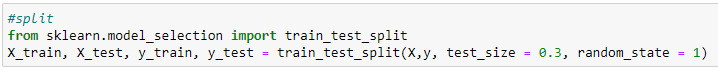 #split
from sklearn.model_selection import train_test_split
X_train, X_test, y_train, y_test = train_test_split(X,y, test_size = 0.3, random_state = 1)